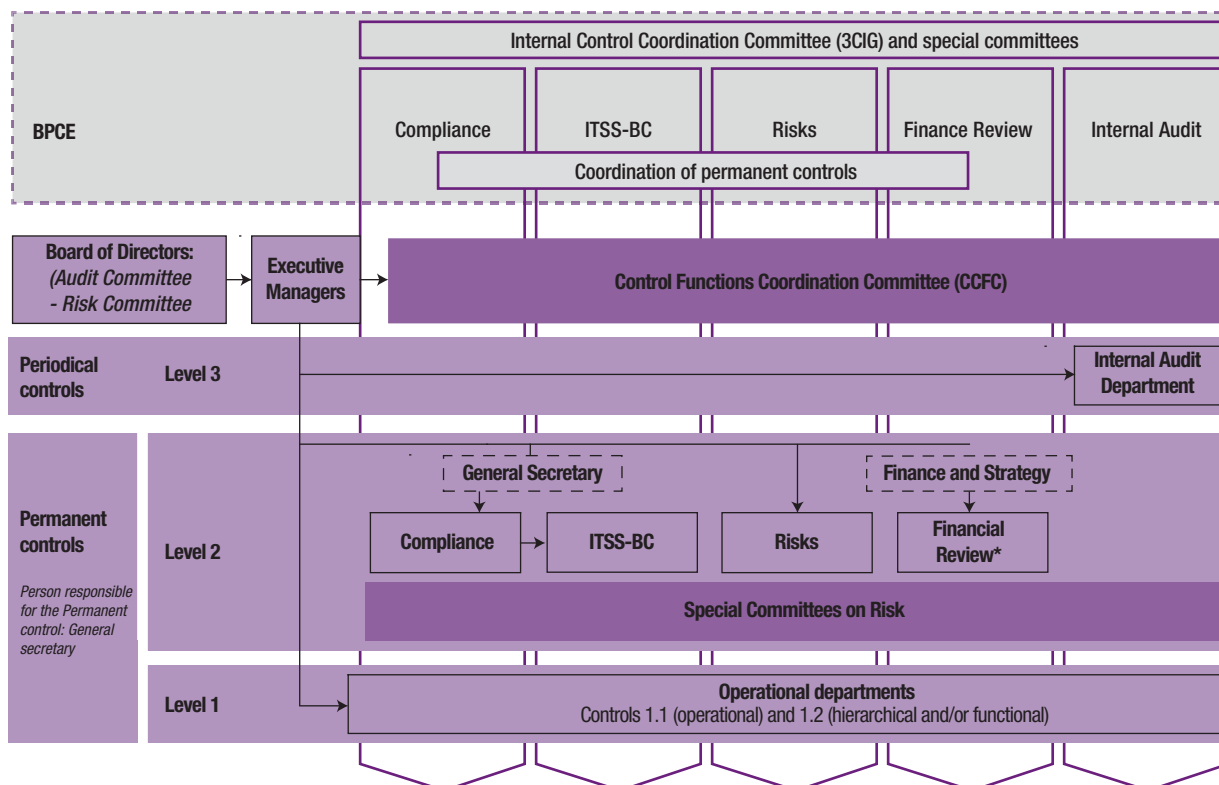 Internal Control Coordination Committee (3CIG) and special committees
BPCE
Compliance
ITSS-BC
Risks
Finance Review
Internal Audit
Coordination of permanent controls
Board of Directors:
(Audit Committee
- Risk Committee
Executive
Managers
Control Functions Coordination Committee (CCFC)
Periodical
controls
Level 3
Internal Audit
Department
Permanent
controls
Person responsible
for the Permanent
control: General
secretary
Level 2
General Secretary
Finance and Strategy
Compliance
ITSS-BC
Risks
Financial
Review*
Special Committees on Risk
Level 1
Operational departments
Controls 1.1 (operational) and 1.2 (hierarchical and/or functional)